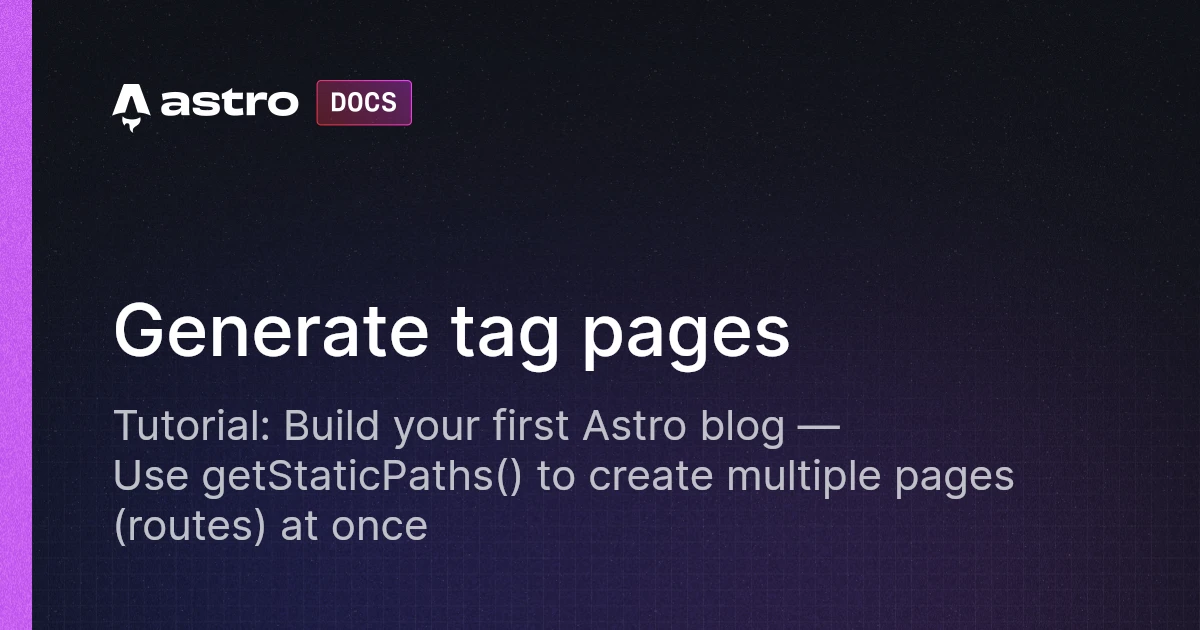 astro DOCS
Generate tag pages
Tutorial: Build your first Astro blog —
Use getStaticPaths() to create multiple pages
(routes) at once